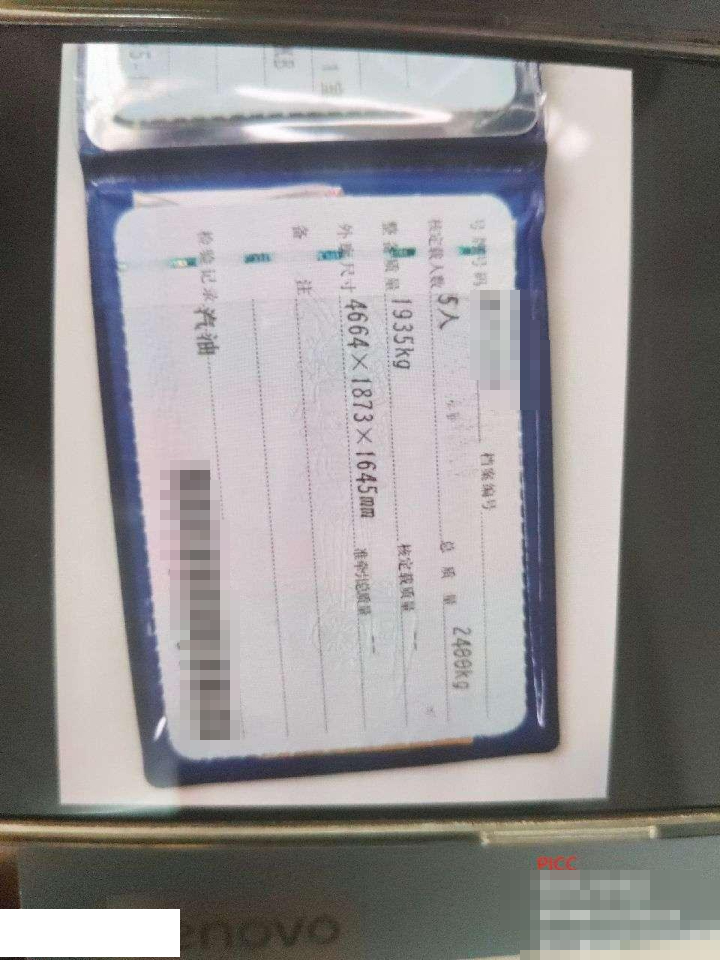 号牌号码 档案编号
核定载人数 5人 总质量 2400kg
整备质量 1935kg 核定载质量 --
外廓尺寸 4664×1873×1645mm 准牵引总质量 --
备注
检验记录 汽油
PICC
enovo